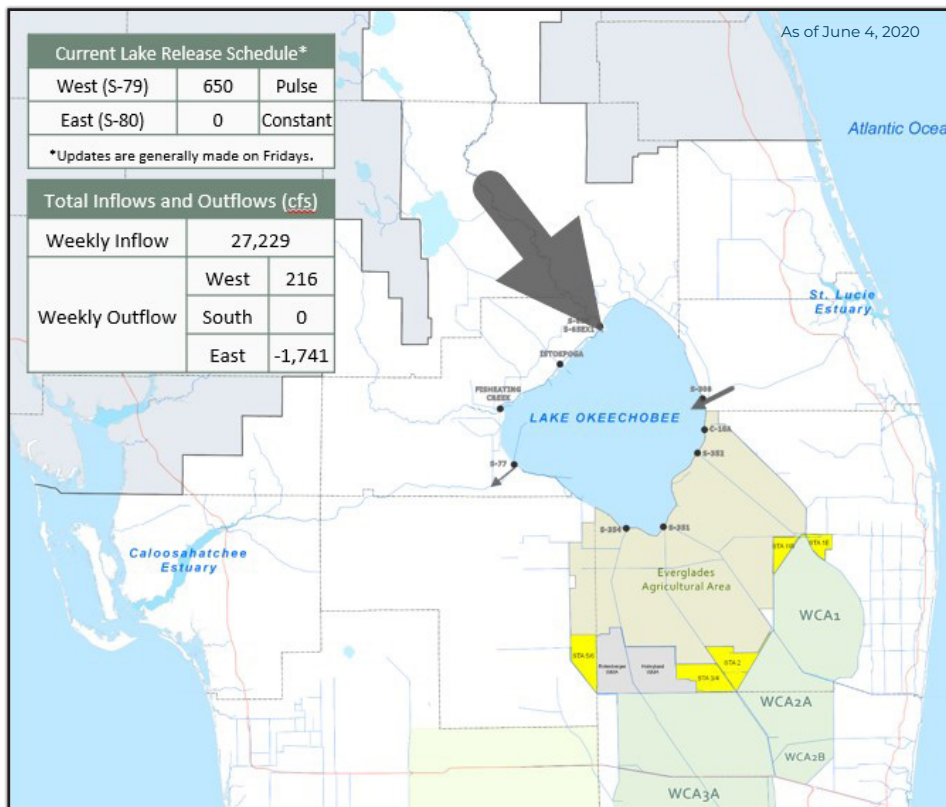 As of June 4, 2020
Current Lake Release Schedule*
West (S-79) 650 Pulse
East (S-80) 0 Constant
*Updates are generally made on Fridays.
Total Inflows and Outflows (cfs)
Weekly Inflow 27,229
Weekly Outflow
West 216
South 0
East -1,741
Atlantic Ocea
St. Lucie
Estuary
S-65EX1
ISTOKPOGA
FISHEATING
CREEK
S-308
LAKE OKEECHOBEE
C-10A
S-352
S-77
S-354
S-351
Caloosahatchee
Estuary
Everglades
Agricultural Area
STA 1W
STA 1E
WCA1
STA 5/6
Rotenberger
WMA
Holeyland
WMA
STA 2
STA 3/4
WCA2A
WCA2B
WCA3A